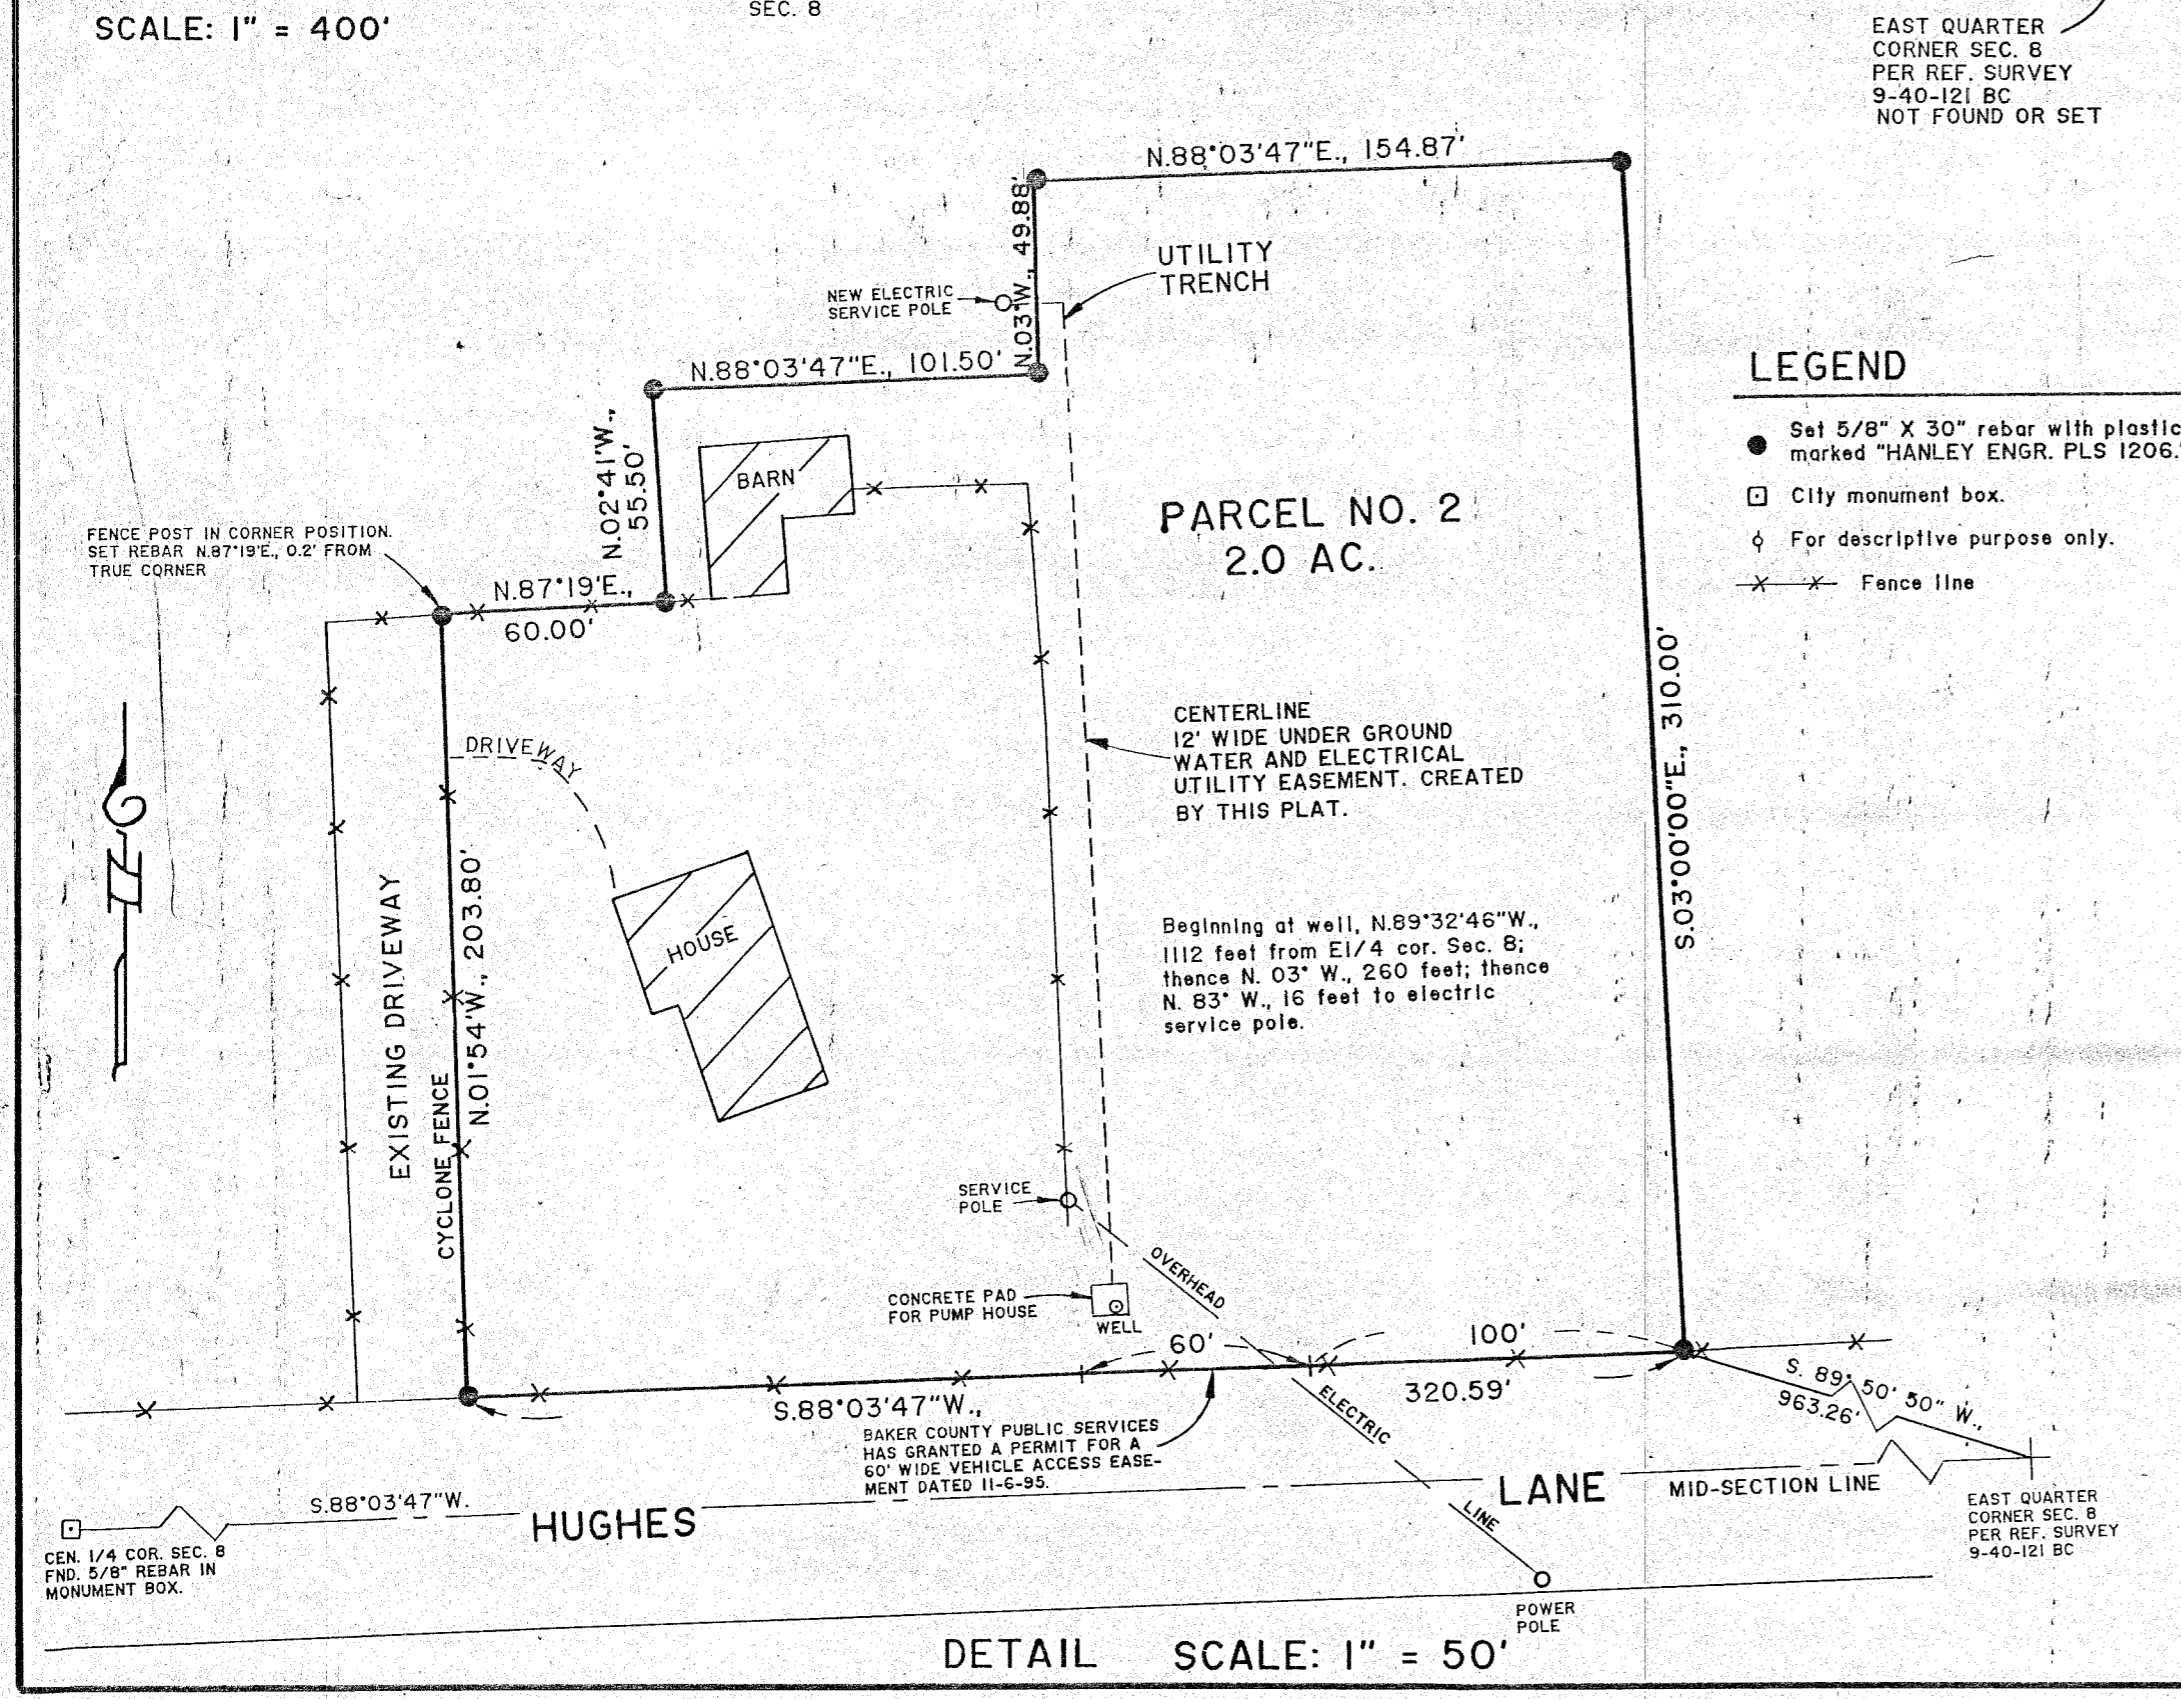 SCALE: 1" = 400'
SEC. 8
EAST QUARTER
CORNER SEC. 8
PER REF. SURVEY
9-40-121 BC
NOT FOUND OR SET
N.88°03'47"E., 154.87'
N.03°W., 49.88'
UTILITY
TRENCH
NEW ELECTRIC
SERVICE POLE
N.88°03'47"E., 101.50'
LEGEND
Set 5/8" X 30" rebar with plastic
marked "HANLEY ENGR. PLS 1206."
City monument box.
For descriptive purpose only.
Fence line
N.02°41'W.,
55.50'
BARN
PARCEL NO. 2
2.0 AC.
FENCE POST IN CORNER POSITION.
SET REBAR N.87°19'E., 0.2' FROM
TRUE CORNER
N.87°19'E.,
60.00'
DRIVEWAY
CENTERLINE
12' WIDE UNDER GROUND
WATER AND ELECTRICAL
UTILITY EASEMENT. CREATED
BY THIS PLAT.
S.03°00'00"E., 310.00'
N
EXISTING DRIVEWAY
CYCLONE FENCE
N.01°54'W., 203.80'
HOUSE
Beginning at well, N.89°32'46"W.,
1112 feet from E1/4 cor. Sec. 8;
thence N. 03° W., 260 feet; thence
N. 83° W., 16 feet to electric
service pole.
SERVICE
POLE
OVERHEAD
CONCRETE PAD
FOR PUMP HOUSE
WELL
60'
100'
S.88°03'47"W.,
320.59'
S. 89° 50' 50" W.,
963.26'
BAKER COUNTY PUBLIC SERVICES
HAS GRANTED A PERMIT FOR A
60' WIDE VEHICLE ACCESS EASE-
MENT DATED 11-6-95.
ELECTRIC
LINE
S.88°03'47"W.
HUGHES
LANE
MID-SECTION LINE
CEN. 1/4 COR. SEC. 8
FND. 5/8" REBAR IN
MONUMENT BOX.
EAST QUARTER
CORNER SEC. 8
PER REF. SURVEY
9-40-121 BC
POWER
POLE
DETAIL SCALE: 1" = 50'